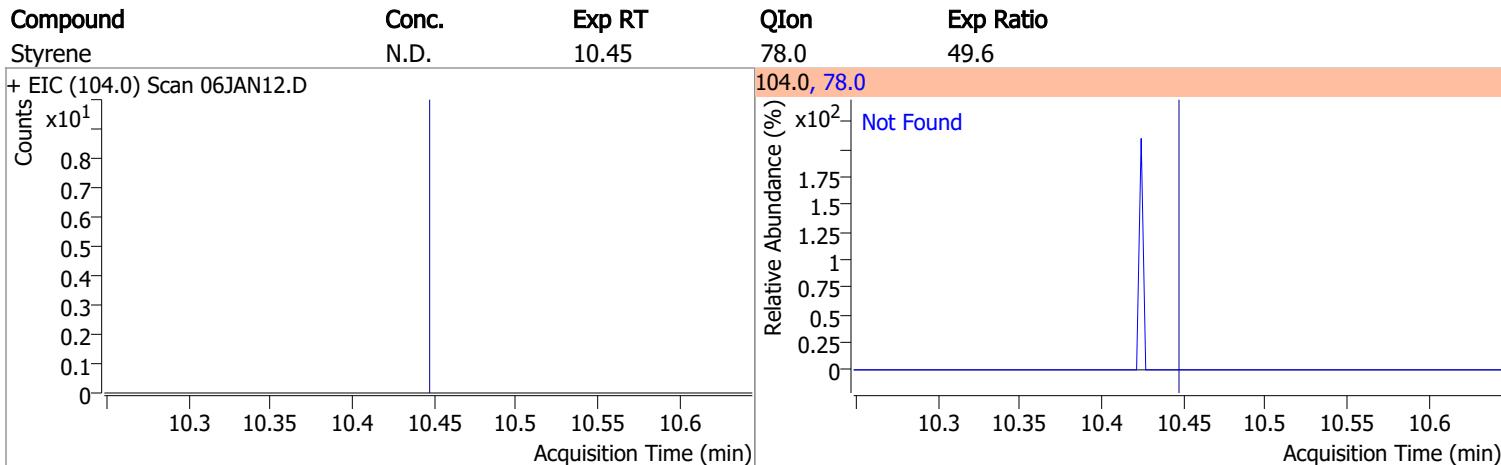 Compound Conc. Exp RT QIon Exp Ratio
Styrene N.D. 10.45 78.0 49.6
+ EIC (104.0) Scan 06JAN12.D
Counts
x10¹
0.8
0.7
0.6
0.5
0.4
0.3
0.2
0.1
0
10.3 10.35 10.4 10.45 10.5 10.55 10.6
Acquisition Time (min)
104.0, 78.0
Relative Abundance (%)
x10²
Not Found
1.75
1.5
1.25
1
0.75
0.5
0.25
0
10.3 10.35 10.4 10.45 10.5 10.55 10.6
Acquisition Time (min)